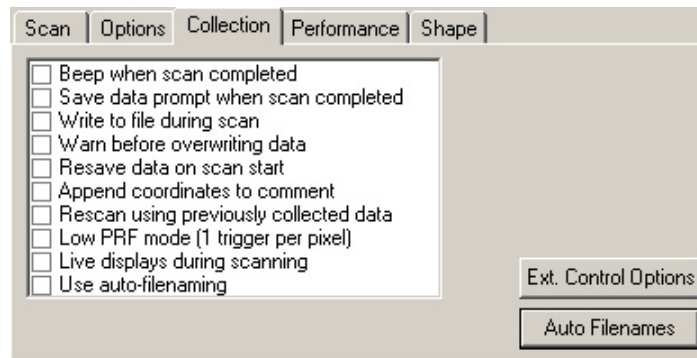 Scan Options Collection Performance Shape
Beep when scan completed
Save data prompt when scan completed
Write to file during scan
Warn before overwriting data
Resave data on scan start
Append coordinates to comment
Rescan using previously collected data
Low PRF mode (1 trigger per pixel)
Live displays during scanning
Use auto-filenaming
Ext. Control Options
Auto Filenames